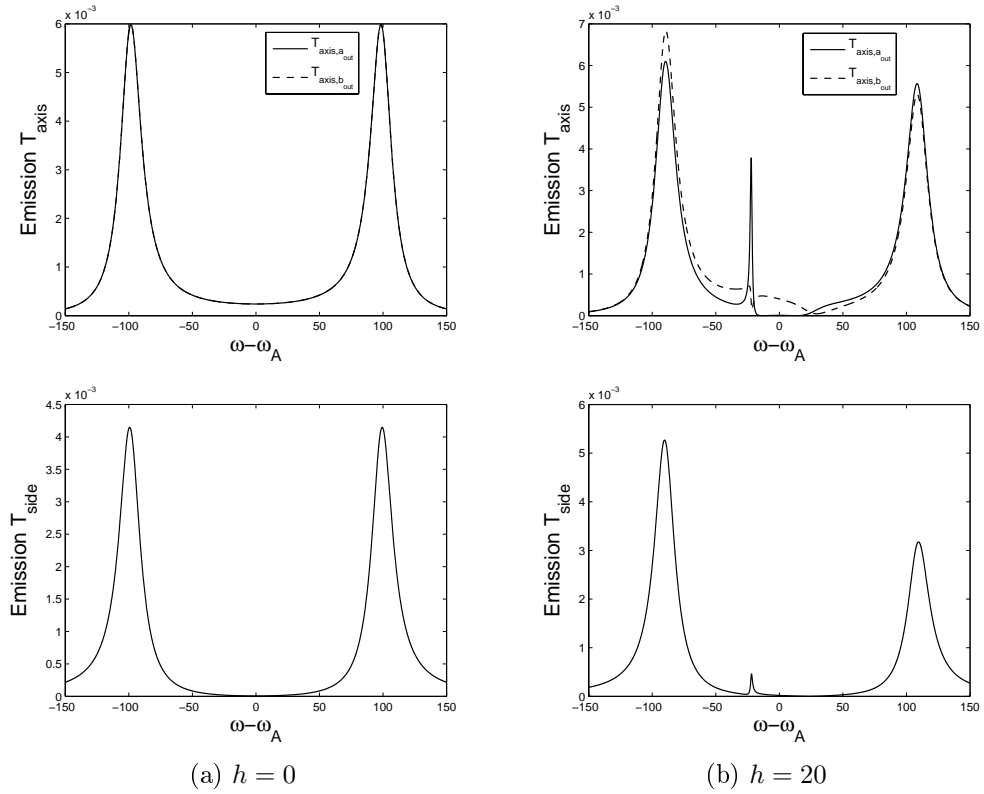 x 10⁻³
6
5
4
3
2
1
0
Emission T_axis
T_axis,a_out
T_axis,b_out
−150 −100 −50 0 50 100 150
ω−ω_A
x 10⁻³
7
6
5
4
3
2
1
0
Emission T_axis
T_axis,a_out
T_axis,b_out
−150 −100 −50 0 50 100 150
ω−ω_A
x 10⁻³
4.5
4
3.5
3
2.5
2
1.5
1
0.5
0
Emission T_side
−150 −100 −50 0 50 100 150
ω−ω_A
(a) h = 0
x 10⁻³
6
5
4
3
2
1
0
Emission T_side
−150 −100 −50 0 50 100 150
ω−ω_A
(b) h = 20